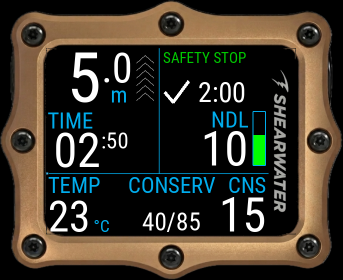 5.0 m
SAFETY STOP
2:00
TIME
02:50
NDL
10
TEMP
23 °C
CONSERV
40/85
CNS
15
SHEARWATER